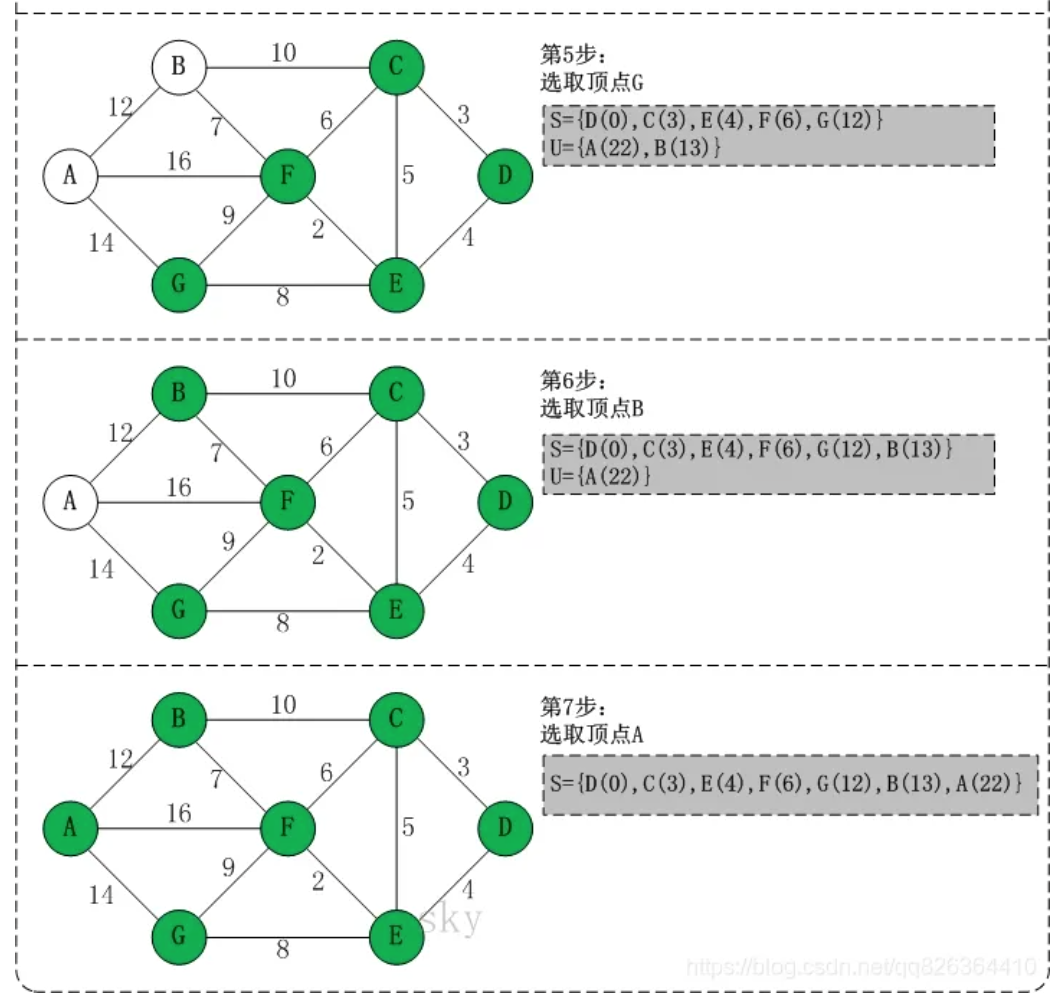 B
10
C
12
7
6
3
A
16
F
5
D
14
9
2
4
G
8
E
第5步:
选取顶点G
S={D(0),C(3),E(4),F(6),G(12)}
U={A(22),B(13)}
B
10
C
12
7
6
3
A
16
F
5
D
14
9
2
4
G
8
E
第6步:
选取顶点B
S={D(0),C(3),E(4),F(6),G(12),B(13)}
U={A(22)}
B
10
C
12
7
6
3
A
16
F
5
D
14
9
2
4
G
8
E
第7步:
选取顶点A
S={D(0),C(3),E(4),F(6),G(12),B(13),A(22)}
sky
https://blog.csdn.net/qq826364410